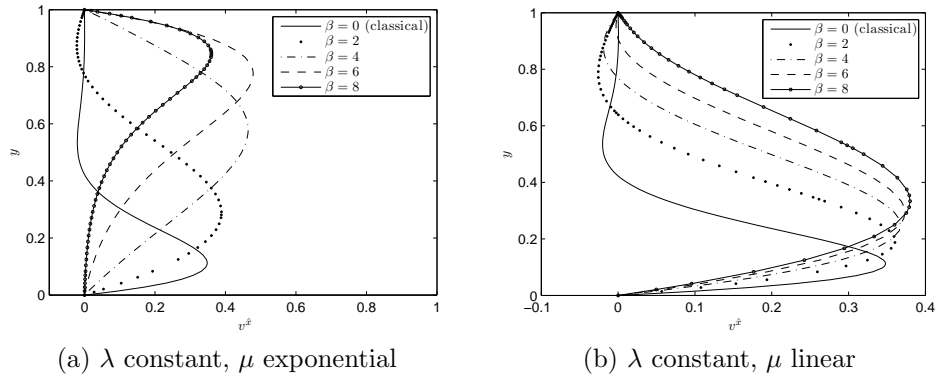 1
0.8
0.6
0.4
0.2
0
y
0
0.2
0.4
0.6
0.8
1
v^x̂
β = 0 (classical)
β = 2
β = 4
β = 6
β = 8
(a) λ constant, μ exponential
1
0.8
0.6
0.4
0.2
0
y
−0.1
0
0.1
0.2
0.3
0.4
v^x̂
β = 0 (classical)
β = 2
β = 4
β = 6
β = 8
(b) λ constant, μ linear